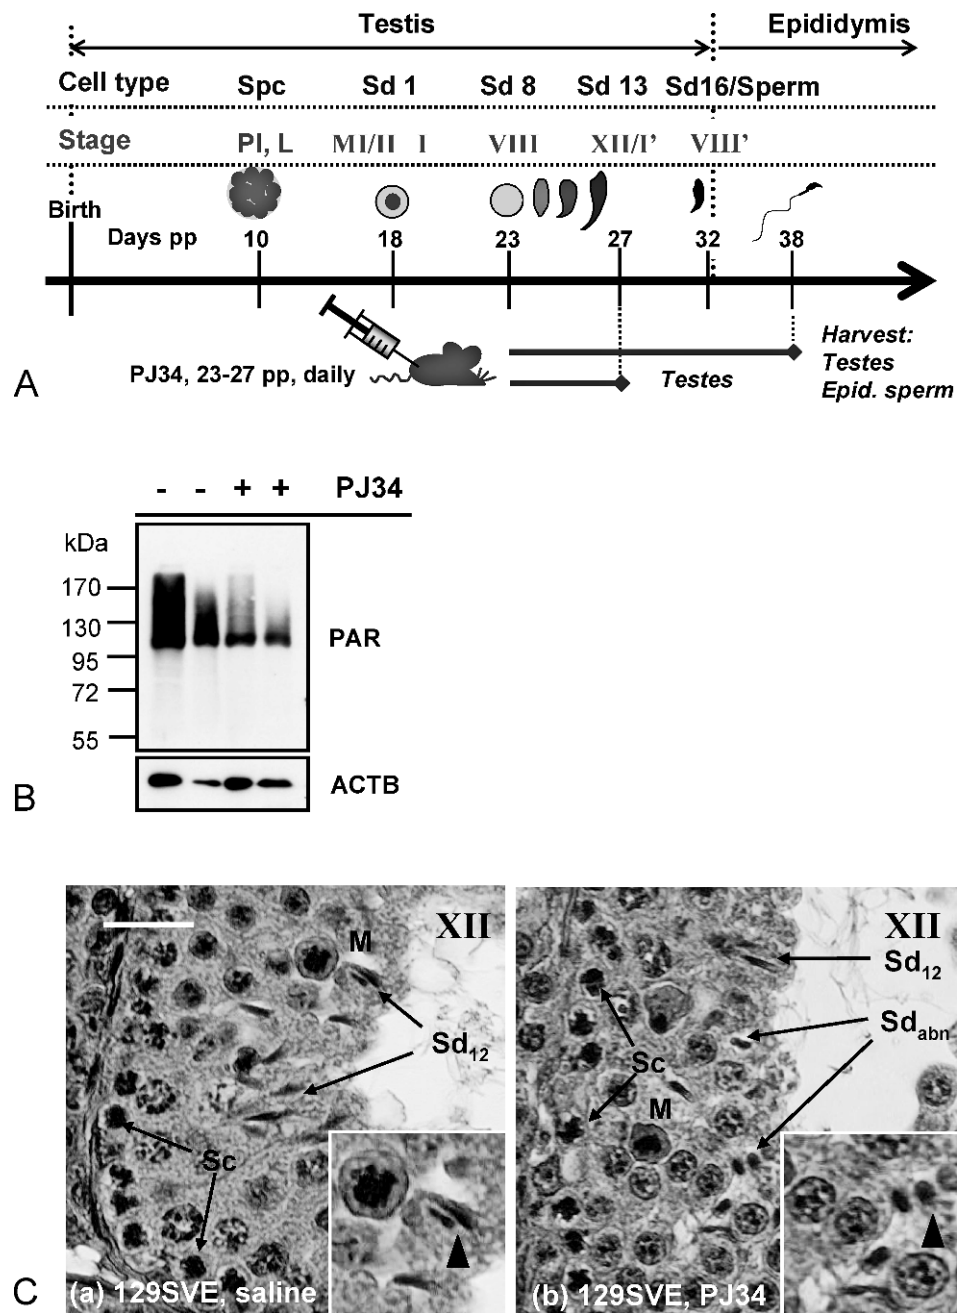 Testis Epididymis
Cell type Spc Sd 1 Sd 8 Sd 13 Sd16/Sperm
Stage Pl, L MI/II I VIII XII/I' VIII'
Birth
Days pp 10 18 23 27 32 38
PJ34, 23-27 pp, daily
Testes
Harvest:
Testes
Epid. sperm
A
- - + + PJ34
kDa
170
130
95
72
55
PAR
ACTB
B
XII
M
Sd12
Sc
(a) 129SVE, saline
XII
Sd12
Sdabn
Sc
M
(b) 129SVE, PJ34
C